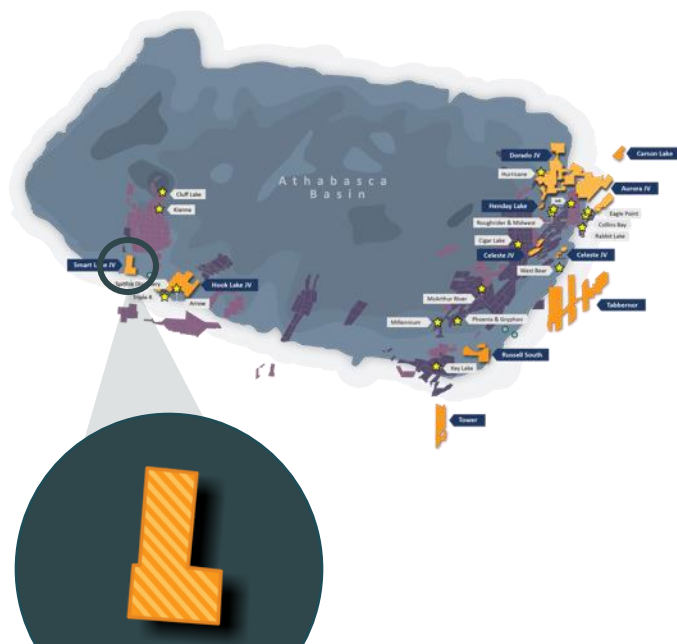 Athabasca
Basin
Dorado JV
Carson Lake
Hurricane
Aurora JV
Cluff Lake
Kianna
Henday Lake
Eagle Point
Roughrider & Midwest
Collins Bay
Rabbit Lake
Cigar Lake
Celeste JV
Celeste JV
Smart Lake JV
West Bear
Spitfire Discovery
Hook Lake JV
Triple R
Arrow
McArthur River
Tabbernor
Millennium
Phoenix & Gryphon
Russell South
Key Lake
Tower